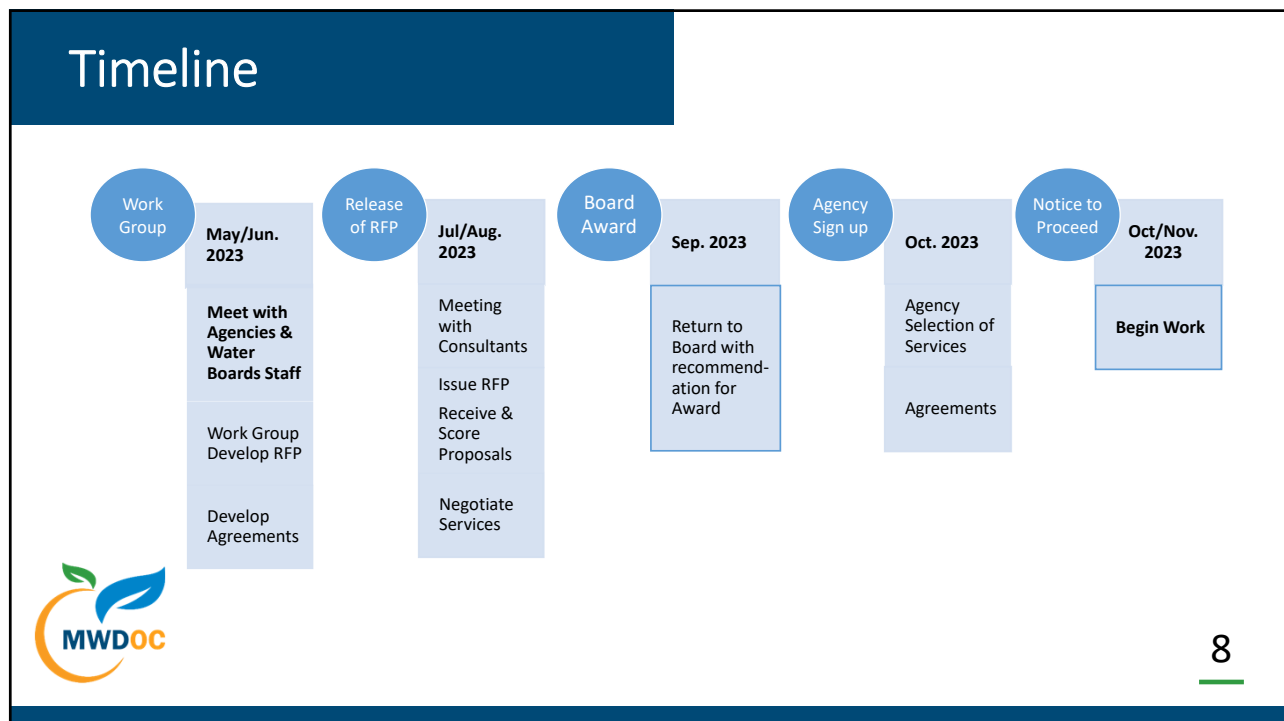 Timeline
Work
Group
May/Jun.
2023
Meet with
Agencies &
Water
Boards Staff
Work Group
Develop RFP
Develop
Agreements
Release
of RFP
Jul/Aug.
2023
Meeting
with
Consultants
Issue RFP
Receive &
Score
Proposals
Negotiate
Services
Board
Award
Sep. 2023
Return to
Board with
recommend-
ation for
Award
Agency
Sign up
Oct. 2023
Agency
Selection of
Services
Agreements
Notice to
Proceed
Oct/Nov.
2023
Begin Work
MWDOC
8